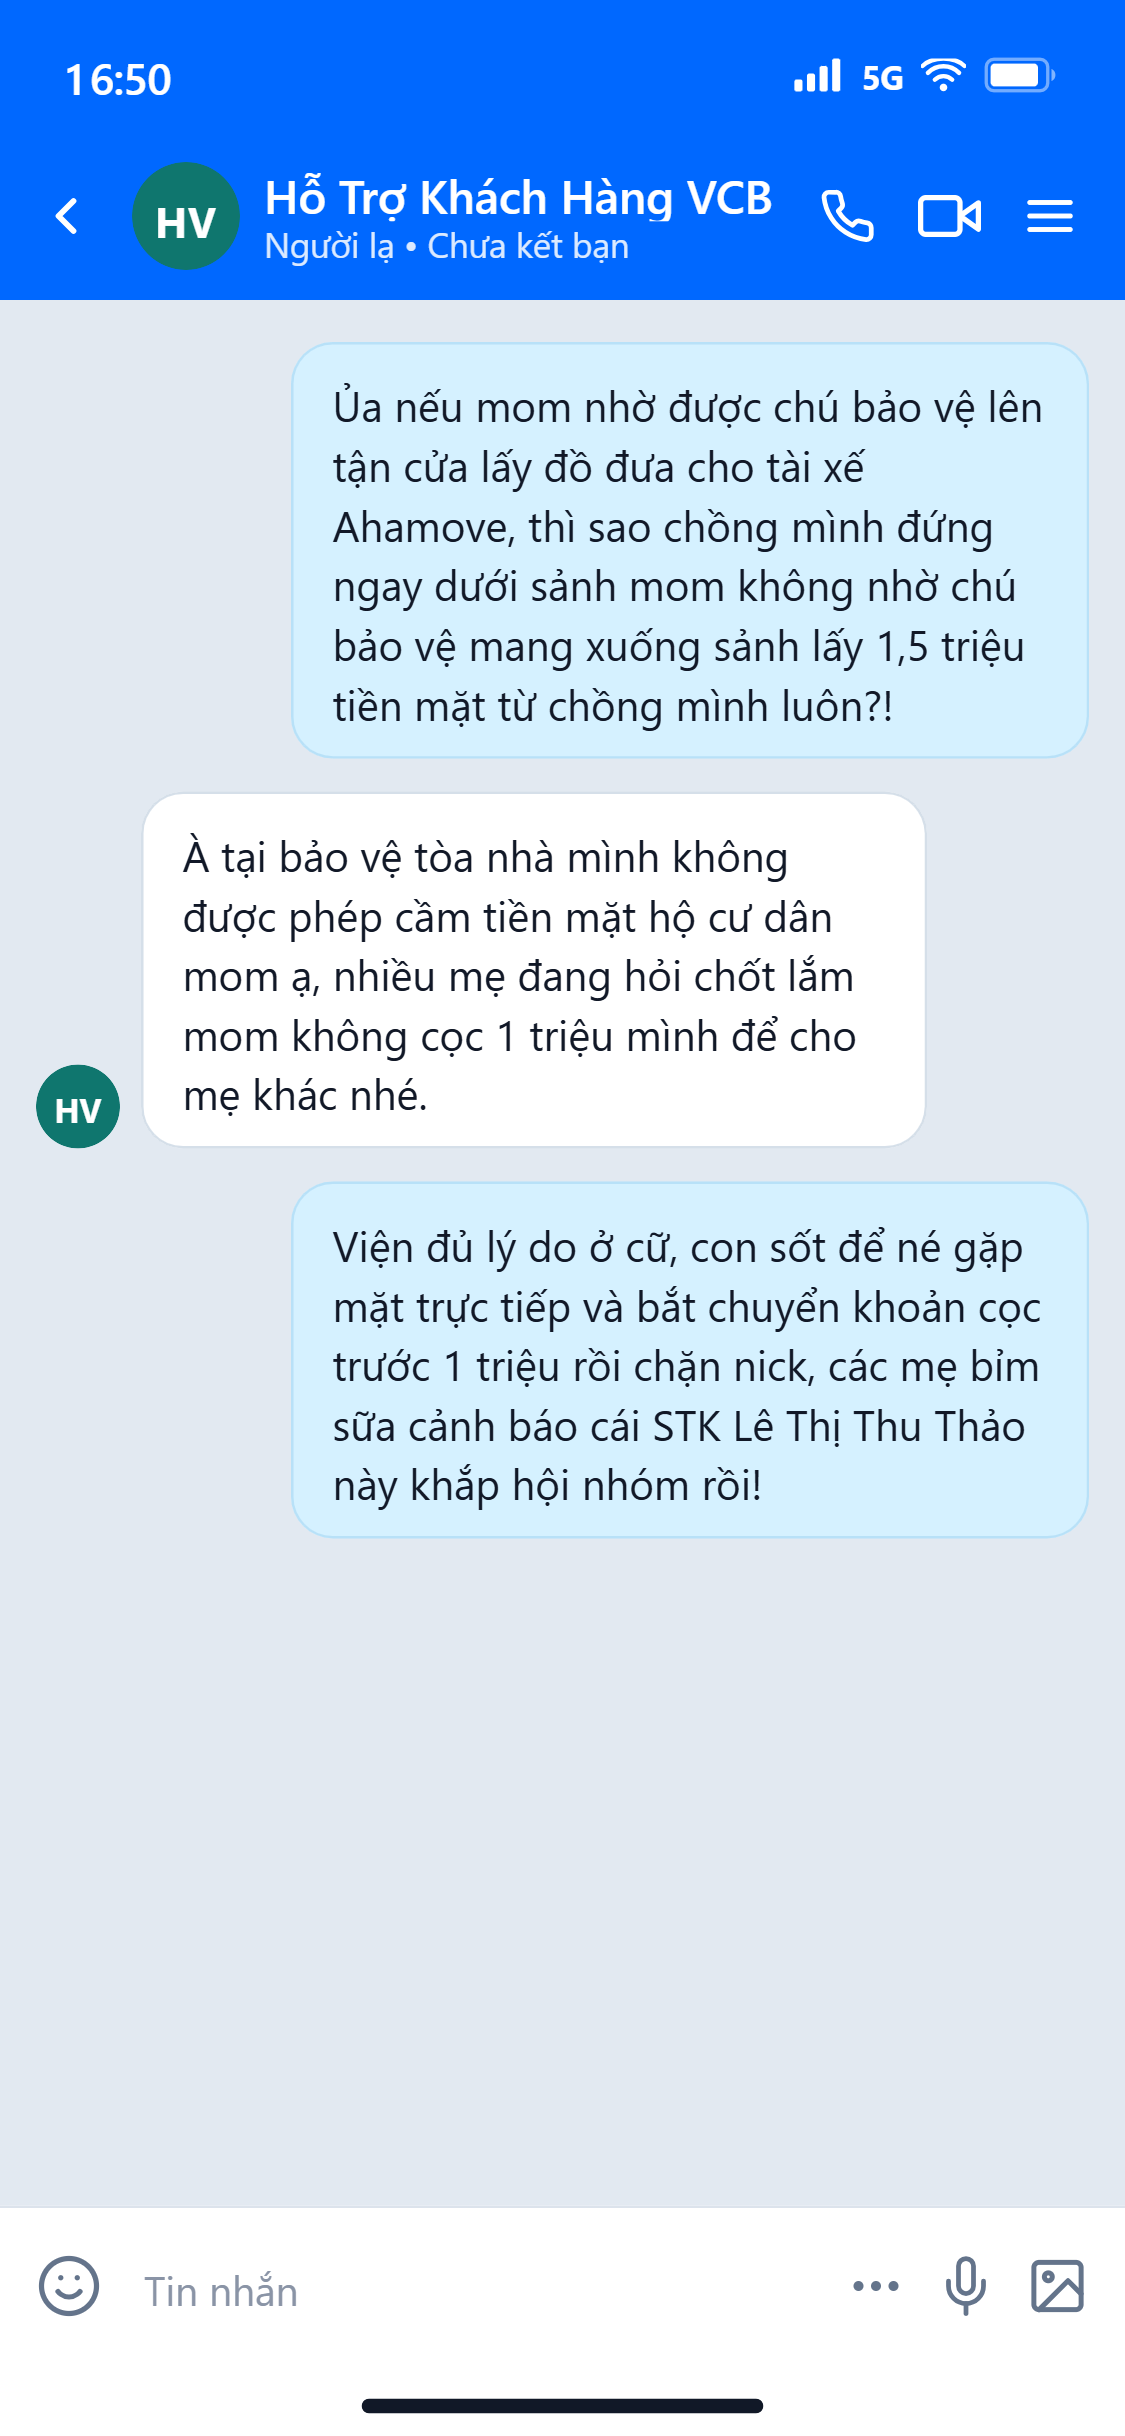 16:50
5G
HV
Hỗ Trợ Khách Hàng VCB
Người lạ • Chưa kết bạn
Ủa nếu mom nhờ được chú bảo vệ lên
tận cửa lấy đồ đưa cho tài xế
Ahamove, thì sao chồng mình đứng
ngay dưới sảnh mom không nhờ chú
bảo vệ mang xuống sảnh lấy 1,5 triệu
tiền mặt từ chồng mình luôn?!
À tại bảo vệ tòa nhà mình không
được phép cầm tiền mặt hộ cư dân
mom ạ, nhiều mẹ đang hỏi chốt lắm
mom không cọc 1 triệu mình để cho
mẹ khác nhé.
HV
Viện đủ lý do ở cữ, con sốt để né gặp
mặt trực tiếp và bắt chuyển khoản cọc
trước 1 triệu rồi chặn nick, các mẹ bỉm
sữa cảnh báo cái STK Lê Thị Thu Thảo
này khắp hội nhóm rồi!
Tin nhắn